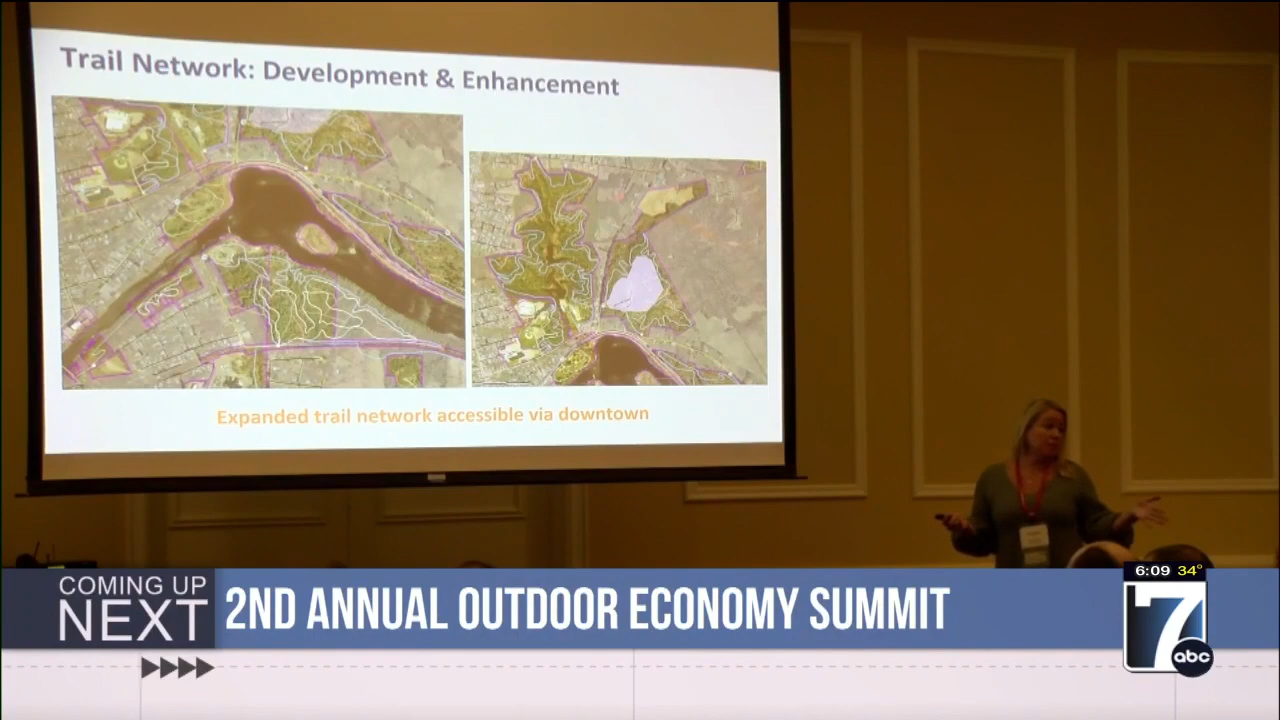 Trail Network: Development & Enhancement
Expanded trail network accessible via downtown
COMING UP
NEXT
2ND ANNUAL OUTDOOR ECONOMY SUMMIT
6:09 34°
7
abc